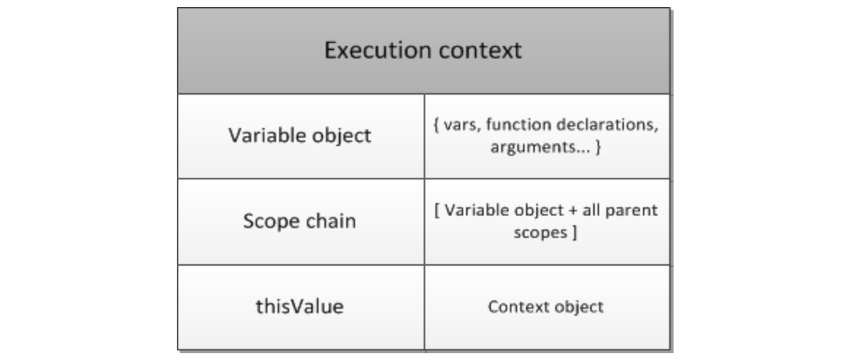 Execution context
Variable object
{ vars, function declarations,
arguments... }
Scope chain
[ Variable object + all parent
scopes ]
thisValue
Context object